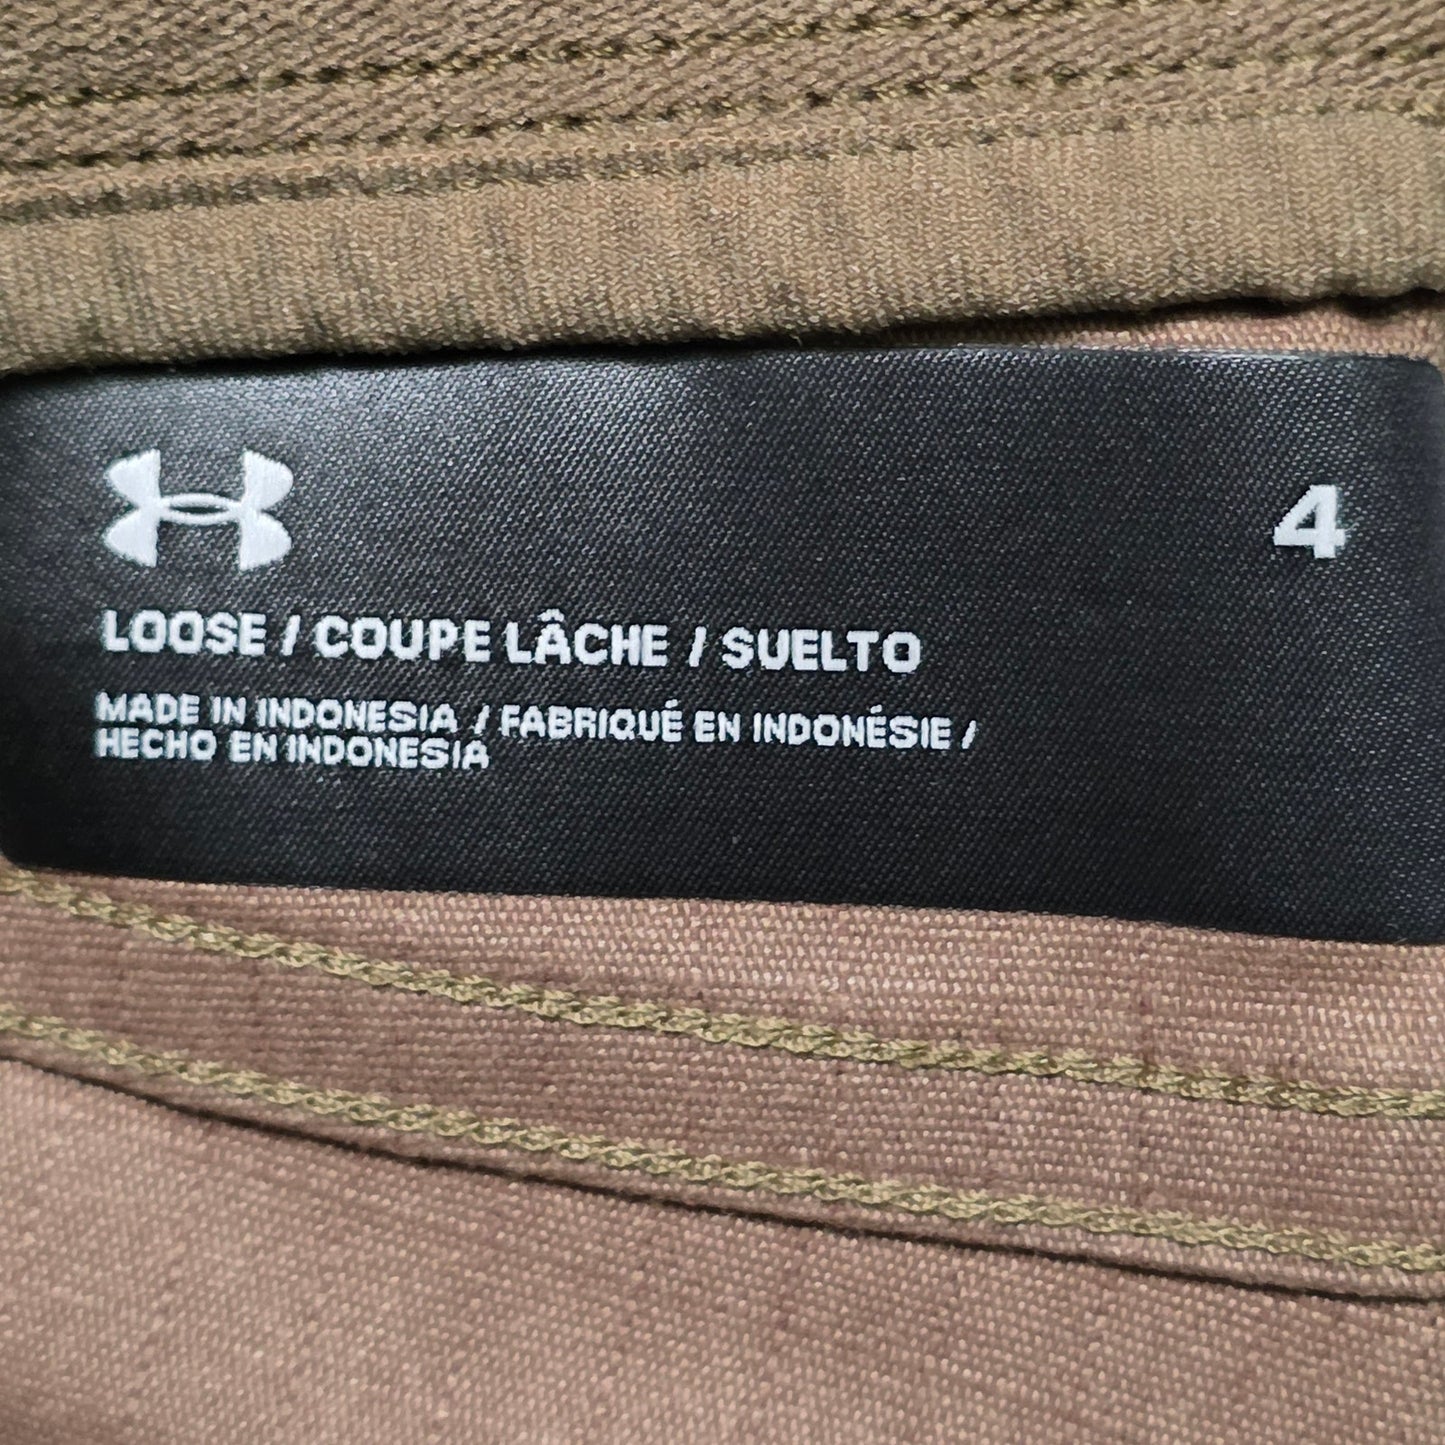 4
LOOSE / COUPE LÂCHE / SUELTO
MADE IN INDONESIA / FABRIQUÉ EN INDONÉSIE /
HECHO EN INDONESIA